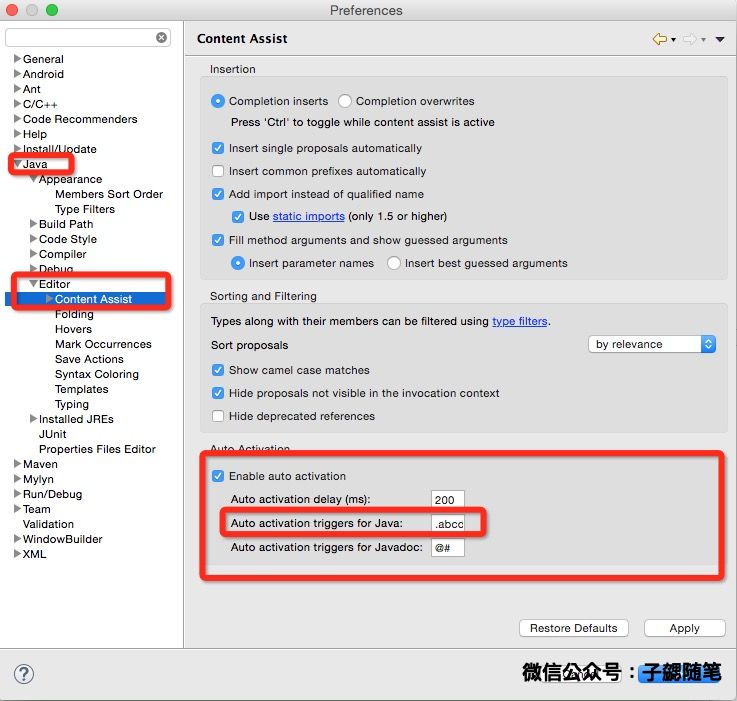 Preferences
Content Assist
General
Android
Ant
C/C++
Code Recommenders
Help
Install/Update
Java
Appearance
Members Sort Order
Type Filters
Build Path
Code Style
Compiler
Debug
Editor
Content Assist
Folding
Hovers
Mark Occurrences
Save Actions
Syntax Coloring
Templates
Typing
Installed JREs
JUnit
Properties Files Editor
Maven
Mylyn
Run/Debug
Team
Validation
WindowBuilder
XML
Insertion
Completion inserts
Completion overwrites
Press 'Ctrl' to toggle while content assist is active
Insert single proposals automatically
Insert common prefixes automatically
Add import instead of qualified name
Use static imports (only 1.5 or higher)
Fill method arguments and show guessed arguments
Insert parameter names
Insert best guessed arguments
Sorting and Filtering
Types along with their members can be filtered using type filters.
Sort proposals
by relevance
Show camel case matches
Hide proposals not visible in the invocation context
Hide deprecated references
Auto Activation
Enable auto activation
Auto activation delay (ms): 200
Auto activation triggers for Java: .abcc
Auto activation triggers for Javadoc: @#
Restore Defaults
Apply
?
微信公众号：子勰随笔